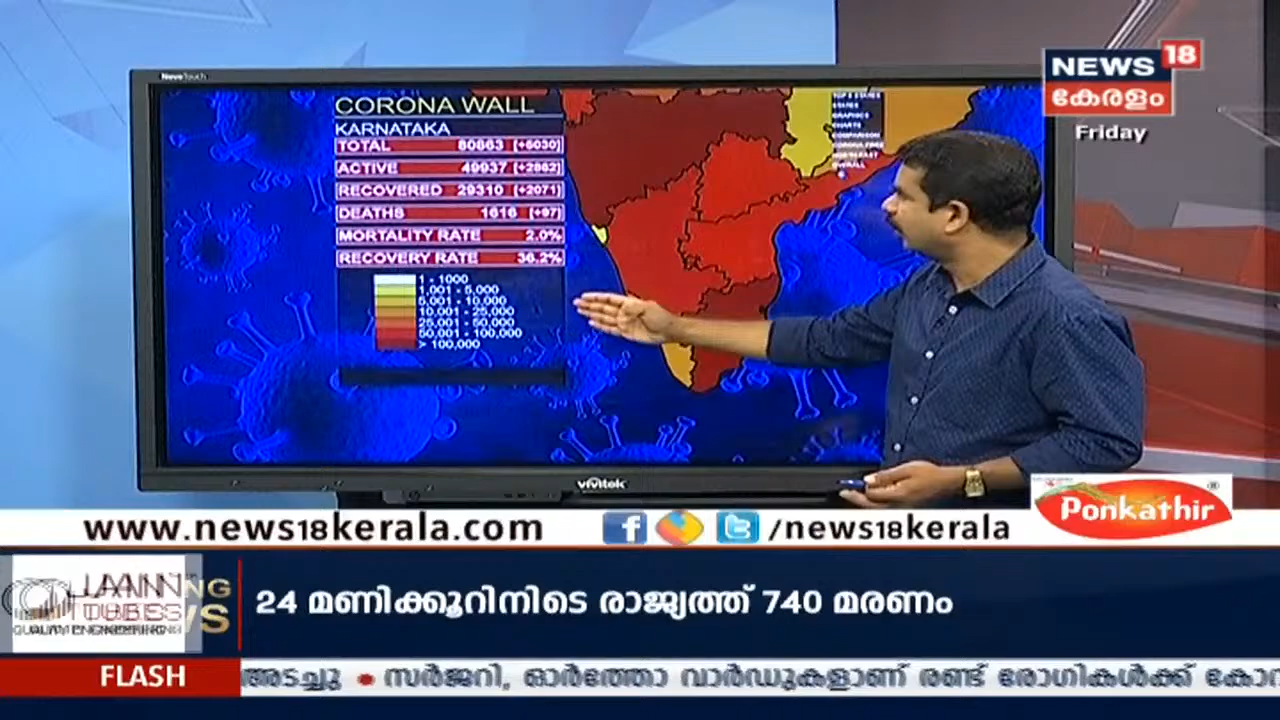 NEWS 18
കേരളം
Friday
CORONA WALL
KARNATAKA
TOTAL 80863 (+5030)
ACTIVE 49937 (+2862)
RECOVERED 29310 (+2071)
DEATHS 1616 (+97)
MORTALITY RATE 2.0%
RECOVERY RATE 36.2%
1 - 1000
1,001 - 5,000
5,001 - 10,000
10,001 - 25,000
25,001 - 50,000
50,001 - 100,000
> 100,000
vivitek
Ponkathir
www.news18kerala.com
/news18kerala
24 മണിക്കൂറിനിടെ രാജ്യത്ത് 740 മരണം
FLASH
അടച്ചു • സർജറി, ഓർത്തോ വാർഡുകളാണ് രണ്ട് രോഗികൾക്ക്